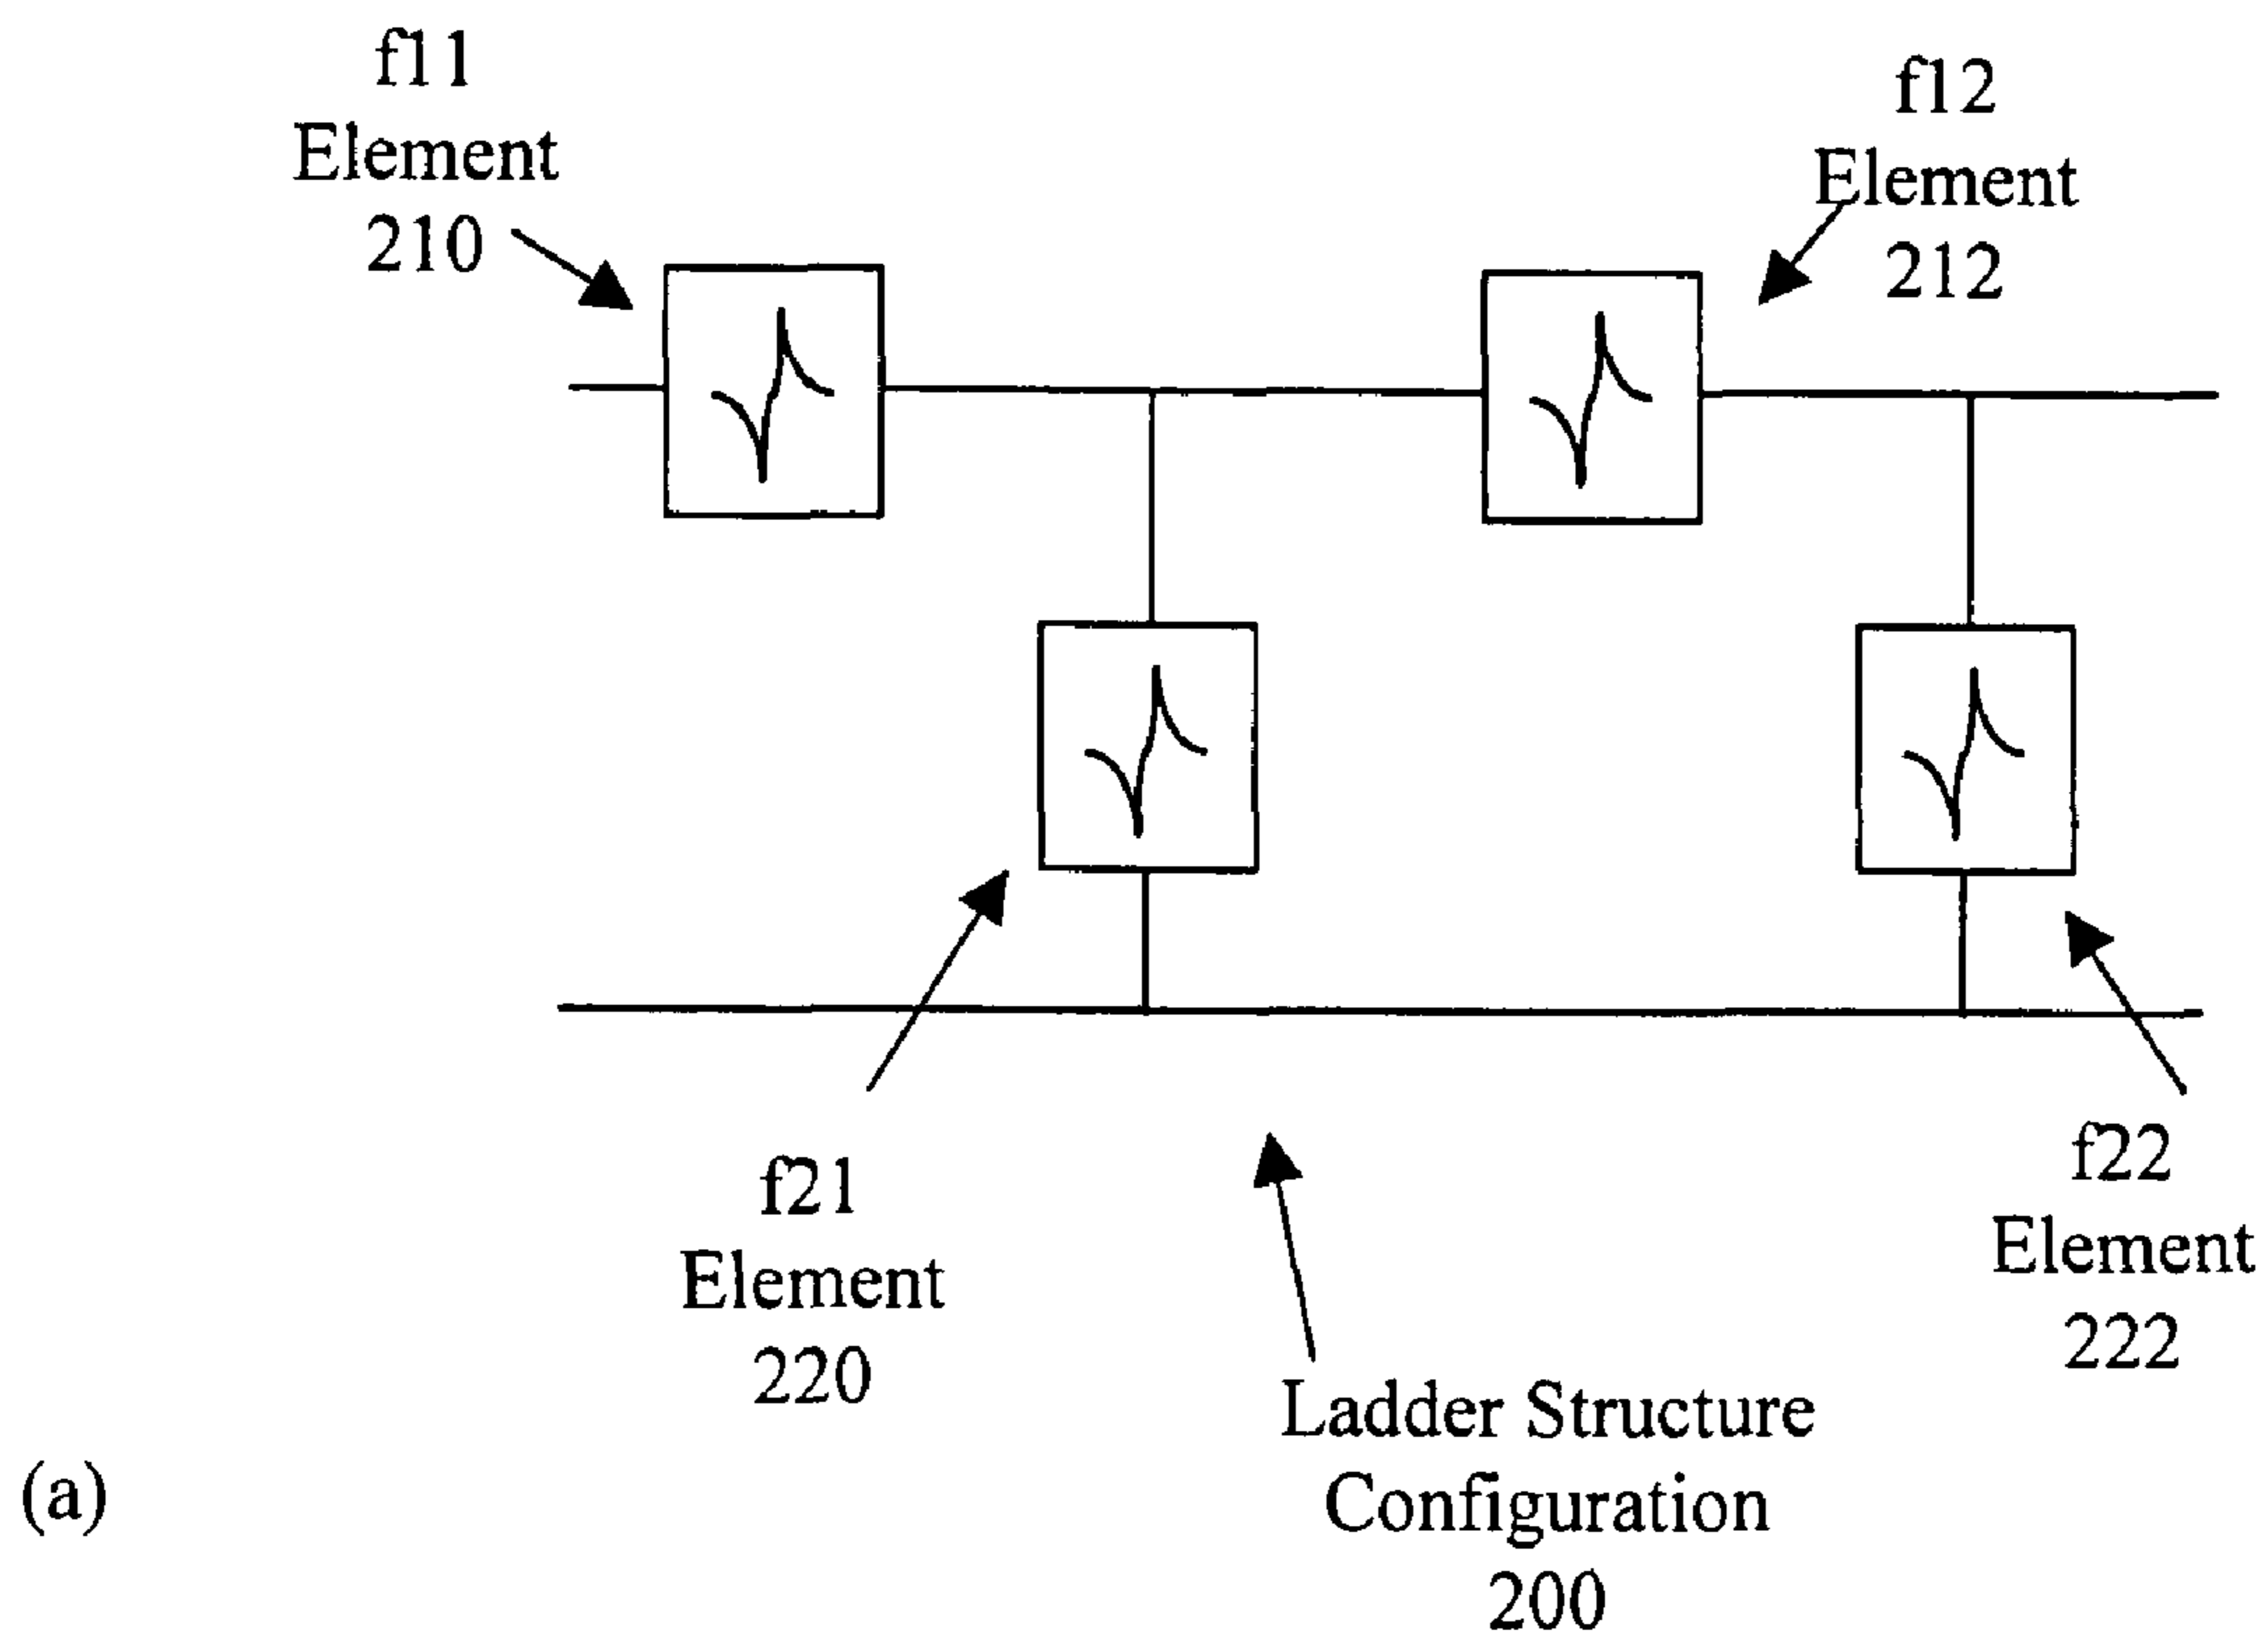 f11
Element
210
f12
Element
212
f21
Element
220
f22
Element
222
Ladder Structure
Configuration
200
(a)